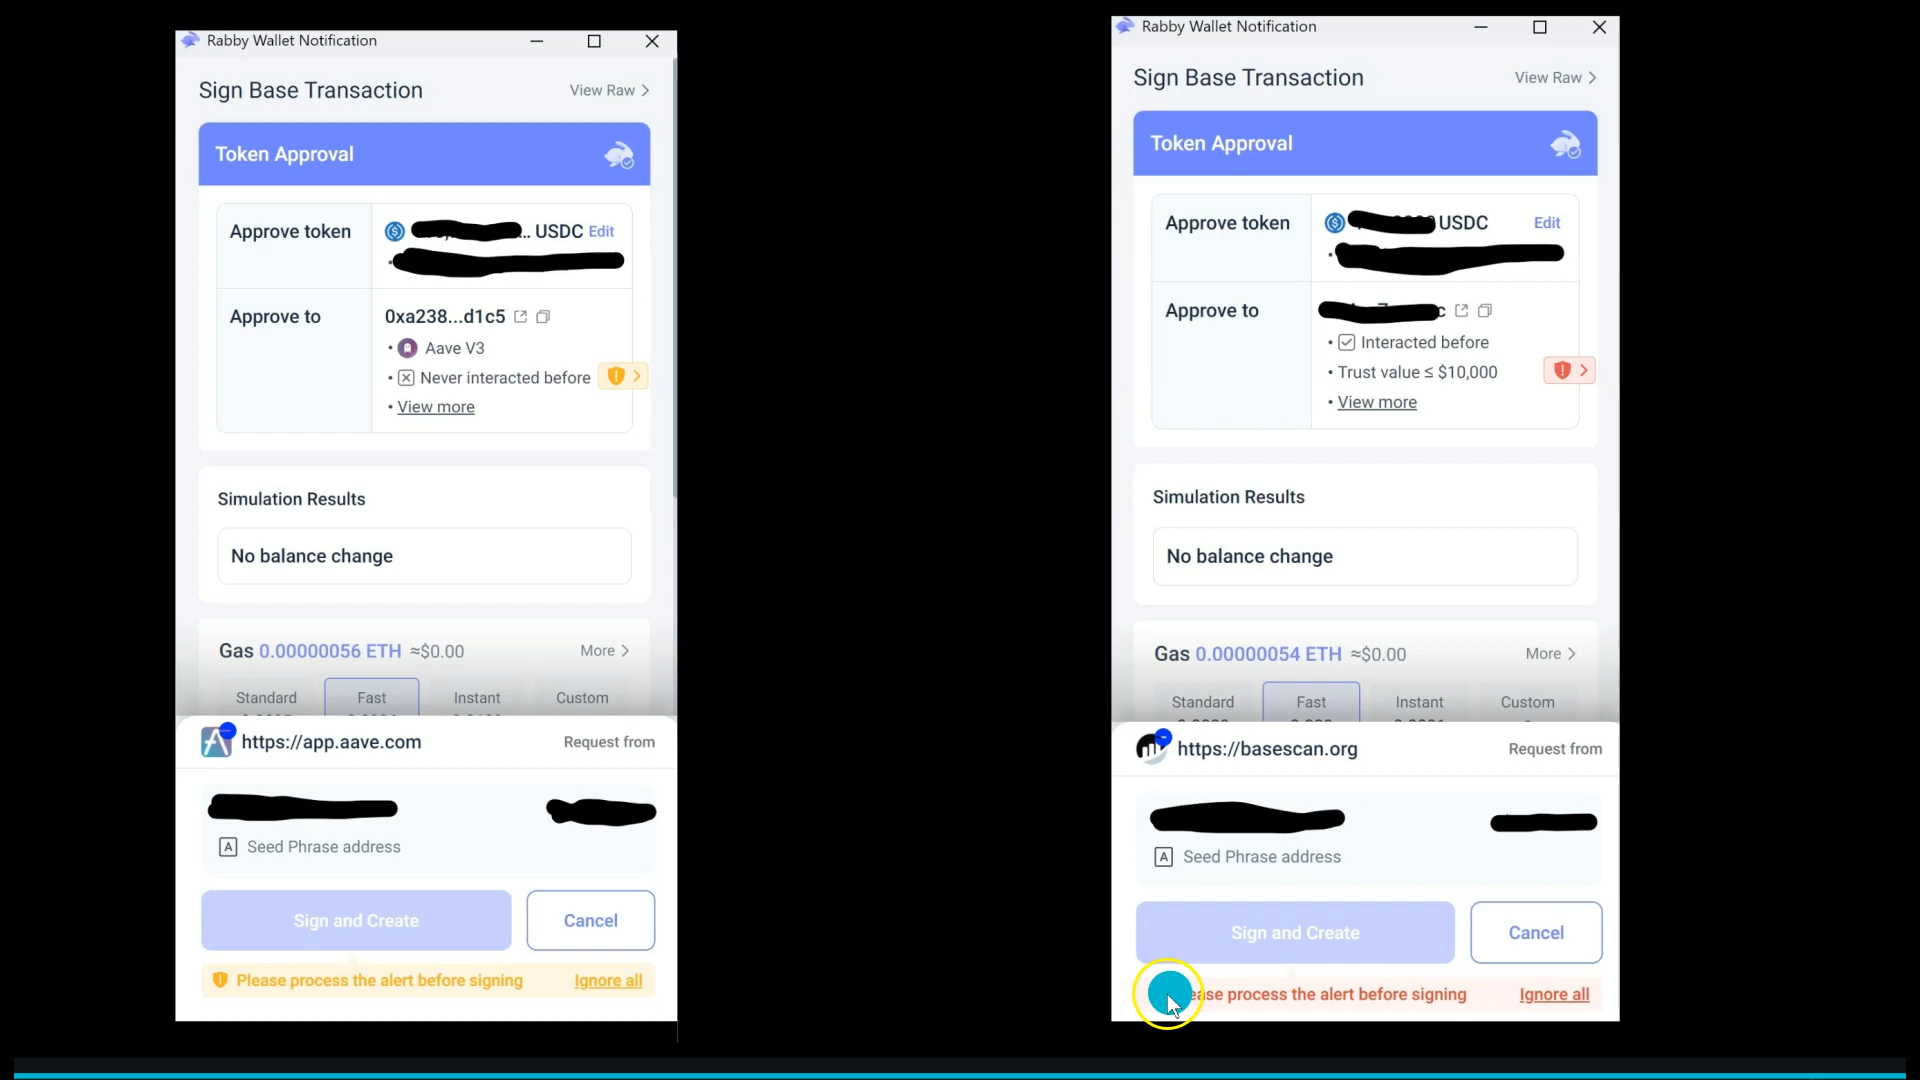 Rabby Wallet Notification
Sign Base Transaction
View Raw
Token Approval
Approve token
... USDC Edit
Approve to
0xa238...d1c5
Aave V3
Never interacted before
View more
Simulation Results
No balance change
Gas 0.00000056 ETH ≈$0.00
More
Standard
Fast
Instant
Custom
https://app.aave.com
Request from
A Seed Phrase address
Sign and Create
Cancel
Please process the alert before signing
Ignore all
Rabby Wallet Notification
Sign Base Transaction
View Raw
Token Approval
Approve token
USDC
Edit
Approve to
Interacted before
Trust value ≤ $10,000
View more
Simulation Results
No balance change
Gas 0.00000054 ETH ≈$0.00
More
Standard
Fast
Instant
Custom
https://basescan.org
Request from
A Seed Phrase address
Sign and Create
Cancel
process the alert before signing
Ignore all